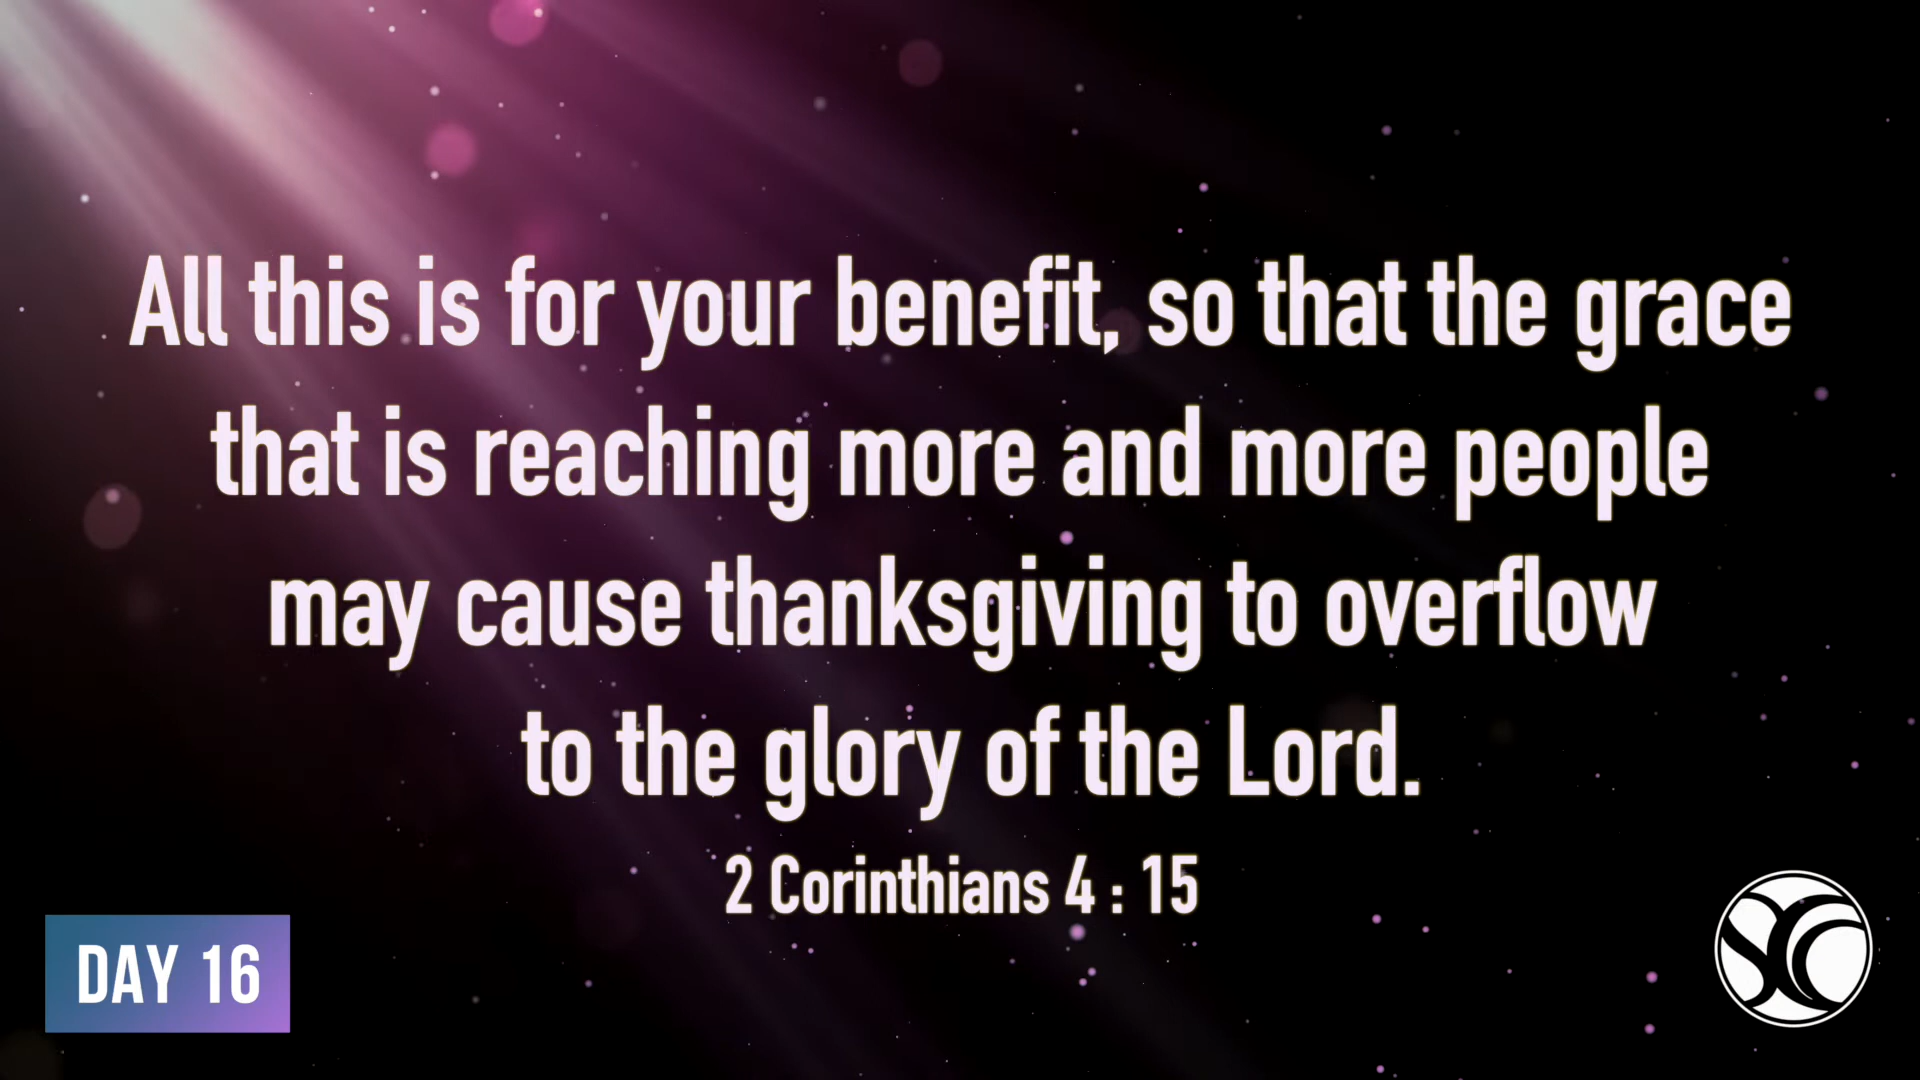 All this is for your benefit, so that the grace
that is reaching more and more people
may cause thanksgiving to overflow
to the glory of the Lord.
2 Corinthians 4 : 15
DAY 16